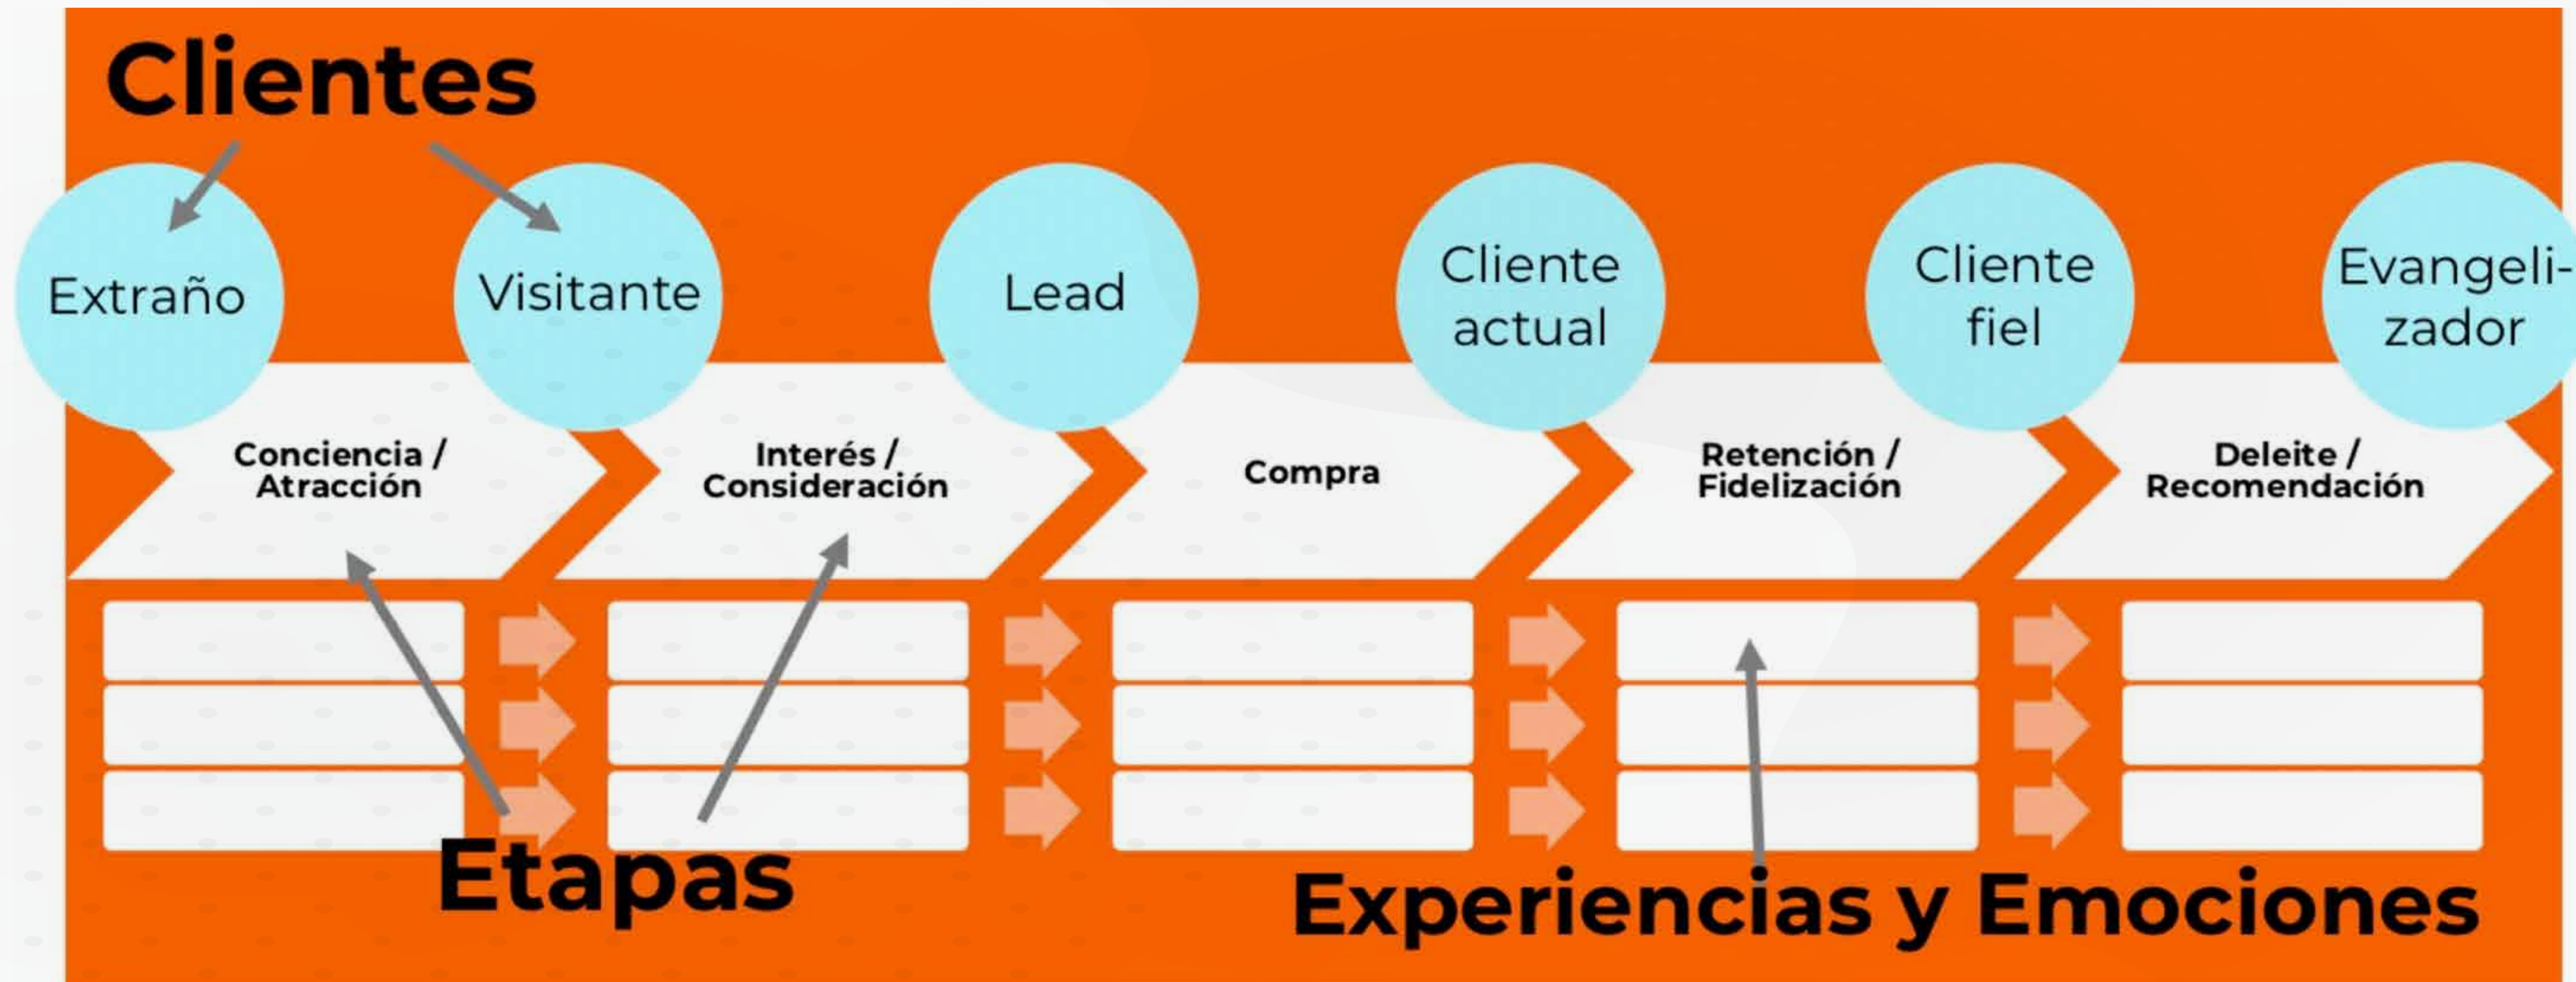 Clientes
Extraño
Visitante
Lead
Cliente
actual
Cliente
fiel
Evangeli-
zador
Conciencia /
Atracción
Interés /
Consideración
Compra
Retención /
Fidelización
Deleite /
Recomendación
Etapas
Experiencias y Emociones